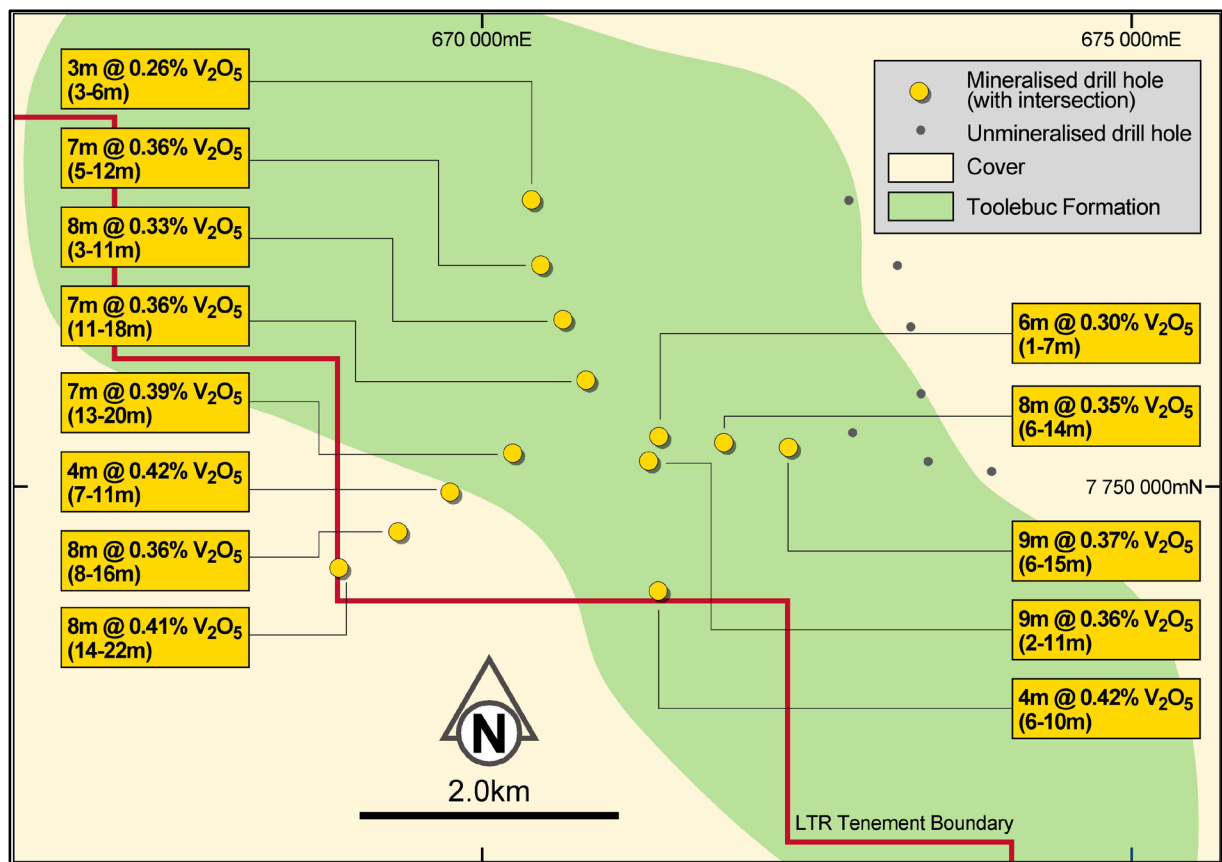 670 000mE
675 000mE
3m @ 0.26% V₂O₅
(3-6m)
7m @ 0.36% V₂O₅
(5-12m)
8m @ 0.33% V₂O₅
(3-11m)
7m @ 0.36% V₂O₅
(11-18m)
7m @ 0.39% V₂O₅
(13-20m)
4m @ 0.42% V₂O₅
(7-11m)
8m @ 0.36% V₂O₅
(8-16m)
8m @ 0.41% V₂O₅
(14-22m)
Mineralised drill hole
(with intersection)
Unmineralised drill hole
Cover
Toolebuc Formation
6m @ 0.30% V₂O₅
(1-7m)
8m @ 0.35% V₂O₅
(6-14m)
7 750 000mN
9m @ 0.37% V₂O₅
(6-15m)
9m @ 0.36% V₂O₅
(2-11m)
4m @ 0.42% V₂O₅
(6-10m)
N
2.0km
LTR Tenement Boundary